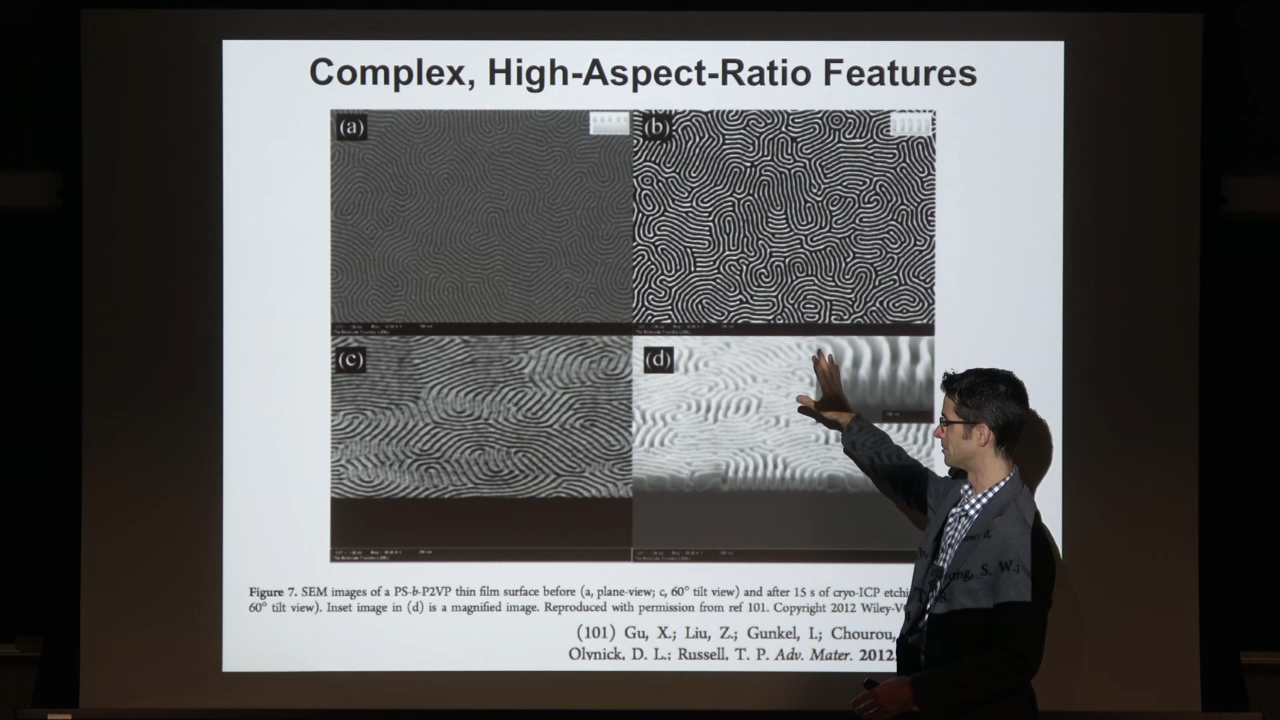 Complex, High-Aspect-Ratio Features
(a)
(b)
(c)
(d)
Figure 7. SEM images of a PS-b-P2VP thin film surface before (a, plane-view; c, 60° tilt view) and after 15 s of cryo-ICP etchi
60° tilt view). Inset image in (d) is a magnified image. Reproduced with permission from ref 101. Copyright 2012 Wiley-V
(101) Gu, X.; Liu, Z.; Gunkel, I.; Chourou, ong, S. W.;
Olynick, D. L.; Russell, T. P. Adv. Mater. 2012